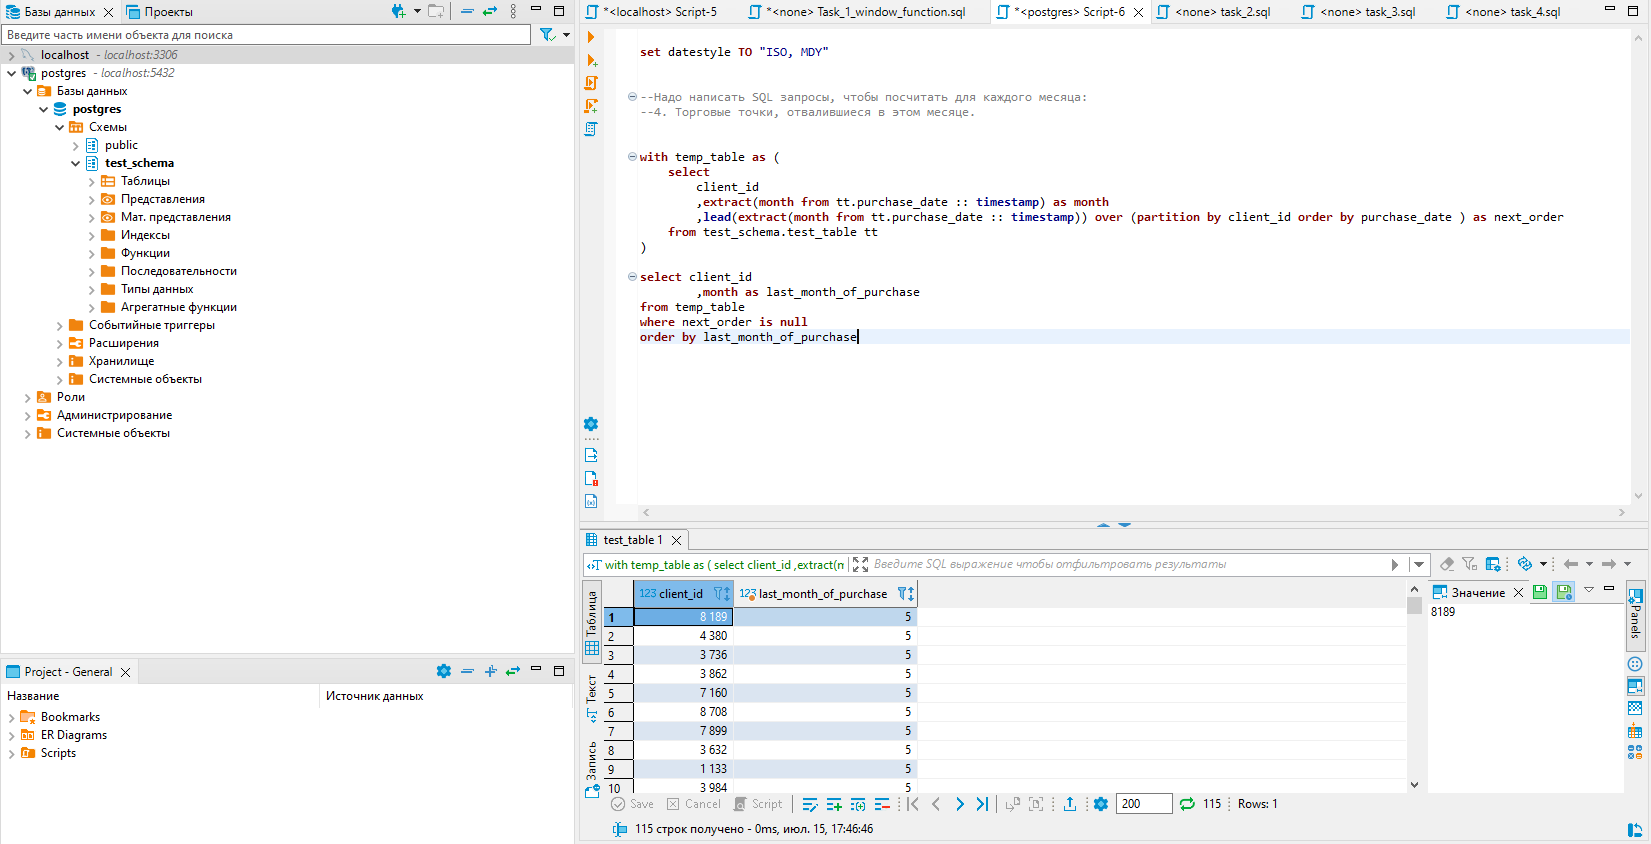 Базы данных
Проекты
Введите часть имени объекта для поиска
localhost - localhost:3306
postgres - localhost:5432
Базы данных
postgres
Схемы
public
test_schema
Таблицы
Представления
Мат. представления
Индексы
Функции
Последовательности
Типы данных
Агрегатные функции
Событийные триггеры
Расширения
Хранилище
Системные объекты
Роли
Администрирование
Системные объекты
Project - General
Название Источник данных
Bookmarks
ER Diagrams
Scripts
*<localhost> Script-5
*<none> Task_1_window_function.sql
*<postgres> Script-6
<none> task_2.sql
<none> task_3.sql
<none> task_4.sql
set datestyle TO "ISO, MDY"
--Надо написать SQL запросы, чтобы посчитать для каждого месяца:
--4. Торговые точки, отвалившиеся в этом месяце.
with temp_table as (
select
client_id
,extract(month from tt.purchase_date :: timestamp) as month
,lead(extract(month from tt.purchase_date :: timestamp)) over (partition by client_id order by purchase_date ) as next_order
from test_schema.test_table tt
)
select client_id
,month as last_month_of_purchase
from temp_table
where next_order is null
order by last_month_of_purchase
test_table 1
with temp_table as ( select client_id ,extract(m
Введите SQL выражение чтобы отфильтровать результаты
Таблица
Текст
Запись
123 client_id 123 last_month_of_purchase
1 8 189 5
2 4 380 5
3 3 736 5
4 3 862 5
5 7 160 5
6 8 708 5
7 7 899 5
8 3 632 5
9 1 133 5
10 3 984 5
Значение
8189
Panels
Save Cancel Script 200 115 Rows: 1
115 строк получено - 0ms, июл. 15, 17:46:46